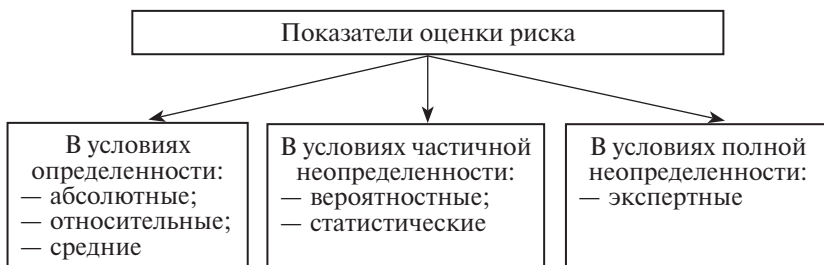 Показатели оценки риска
В условиях
определенности:
— абсолютные;
— относительные;
— средние
В условиях частичной
неопределенности:
— вероятностные;
— статистические
В условиях полной
неопределенности:
— экспертные